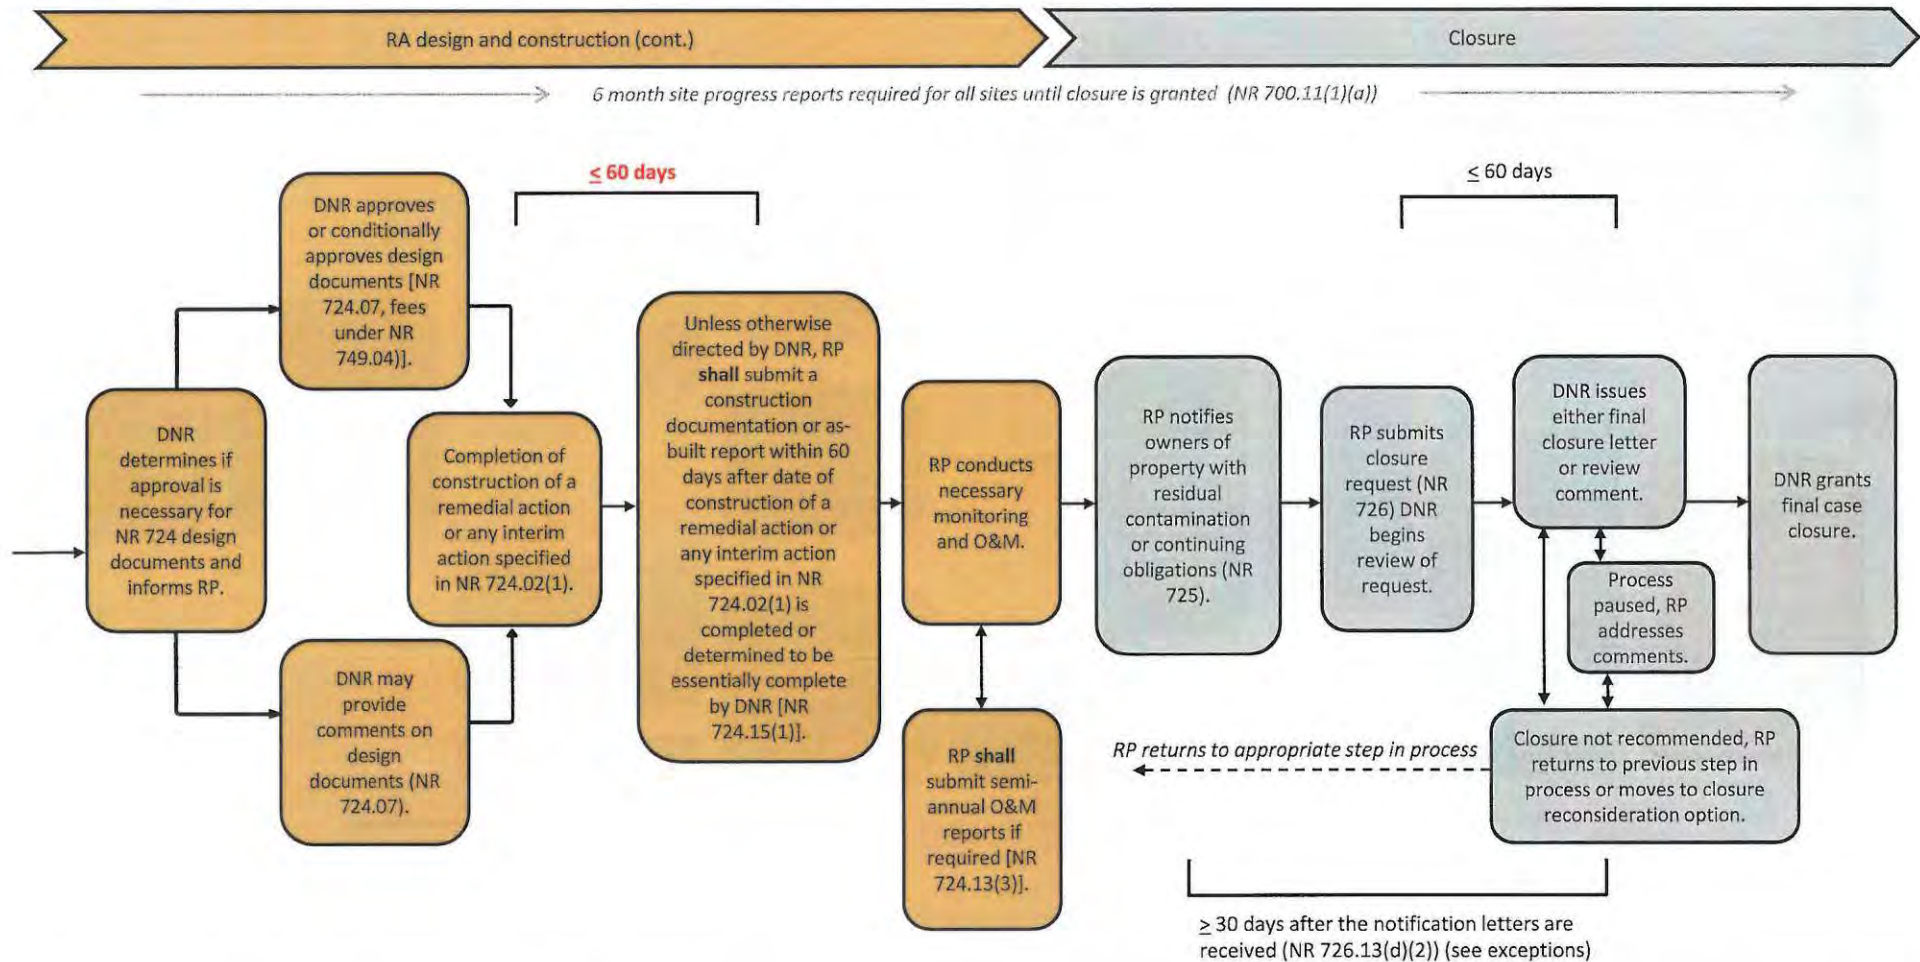 RA design and construction (cont.)
Closure
6 month site progress reports required for all sites until closure is granted (NR 700.11(1)(a))
≤ 60 days
≤ 60 days
DNR approves
or conditionally
approves design
documents [NR
724.07, fees
under NR
749.04)].
DNR
determines if
approval is
necessary for
NR 724 design
documents and
informs RP.
DNR may
provide
comments on
design
documents (NR
724.07).
Completion of
construction of a
remedial action
or any interim
action specified
in NR 724.02(1).
Unless otherwise
directed by DNR, RP
shall submit a
construction
documentation or as-
built report within 60
days after date of
construction of a
remedial action or
any interim action
specified in NR
724.02(1) is
completed or
determined to be
essentially complete
by DNR [NR
724.15(1)].
RP conducts
necessary
monitoring
and O&M.
RP shall
submit semi-
annual O&M
reports if
required [NR
724.13(3)].
RP notifies
owners of
property with
residual
contamination
or continuing
obligations (NR
725).
RP submits
closure
request (NR
726) DNR
begins
review of
request.
DNR issues
either final
closure letter
or review
comment.
Process
paused, RP
addresses
comments.
Closure not recommended, RP
returns to previous step in
process or moves to closure
reconsideration option.
RP returns to appropriate step in process
DNR grants
final case
closure.
≥ 30 days after the notification letters are
received (NR 726.13(d)(2)) (see exceptions)